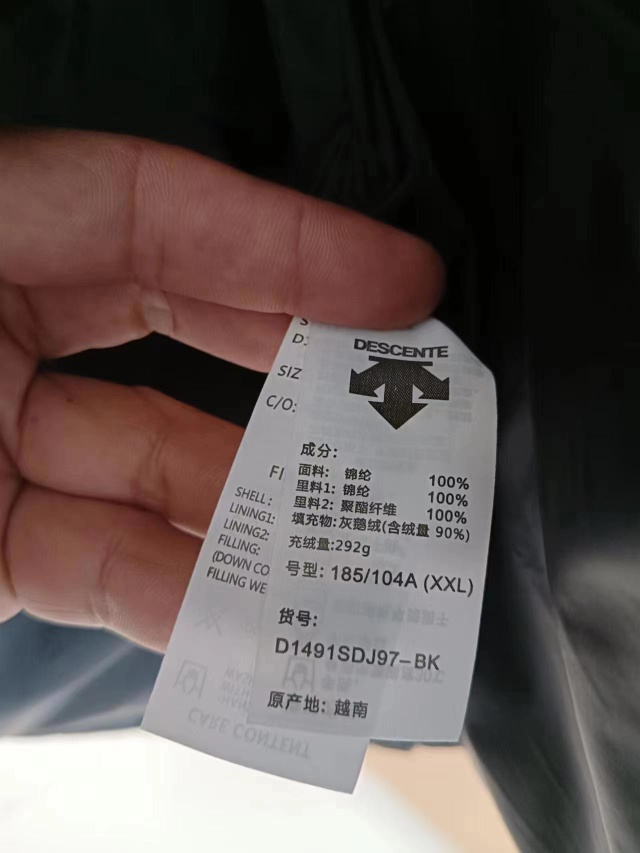 DESCENTE
成分:
面料: 锦纶 100%
里料1: 锦纶 100%
里料2: 聚酯纤维 100%
填充物:灰鹅绒(含绒量 90%)
充绒量:292g
号型: 185/104A (XXL)
货号:
D1491SDJ97-BK
原产地: 越南
D:
SIZ
C/O:
FI
SHELL:
LINING1:
LINING2:
FILLING:
(DOWN CO
FILLING WE
CARE CONTENT